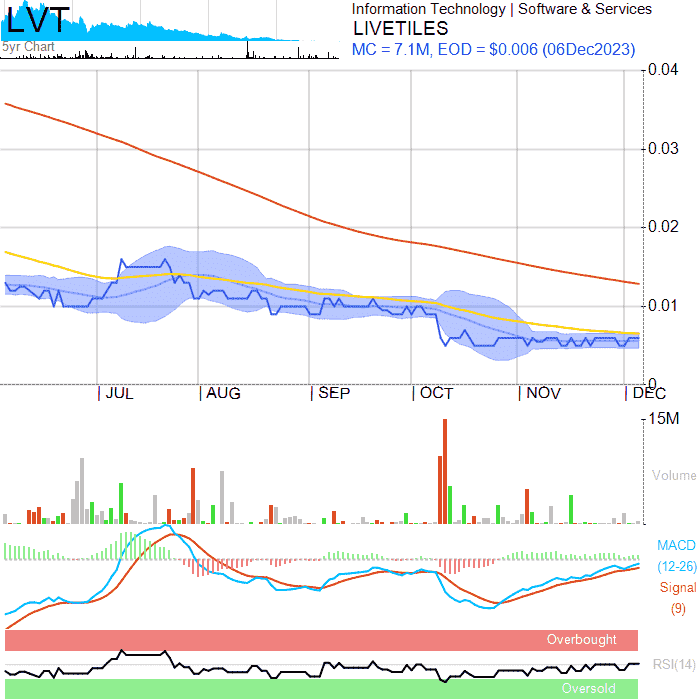 LVT
5yr Chart
Information Technology | Software & Services
LIVETILES
MC = 7.1M, EOD = $0.006 (06Dec2023)
0.04
0.03
0.02
0.01
0
JUL
AUG
SEP
OCT
NOV
DEC
15M
Volume
MACD
(12-26)
Signal
(9)
Overbought
RSI(14)
Oversold